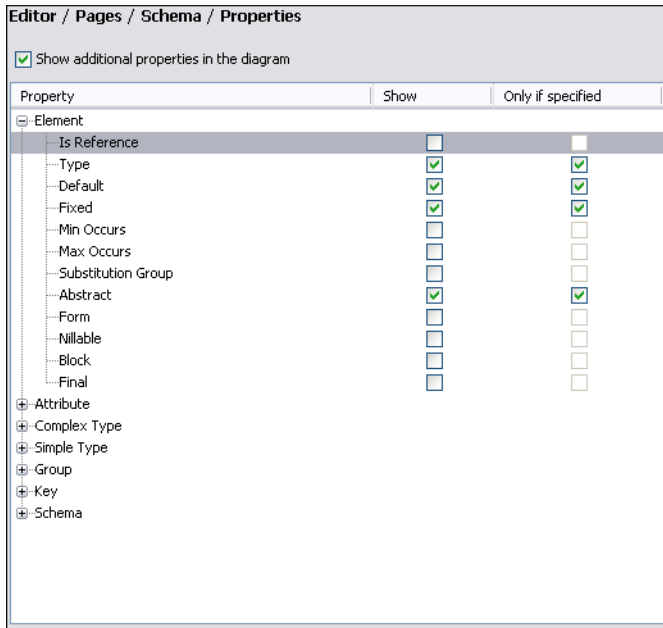 Editor / Pages / Schema / Properties
Show additional properties in the diagram
Property Show Only if specified
Element
Is Reference
Type
Default
Fixed
Min Occurs
Max Occurs
Substitution Group
Abstract
Form
Nillable
Block
Final
Attribute
Complex Type
Simple Type
Group
Key
Schema